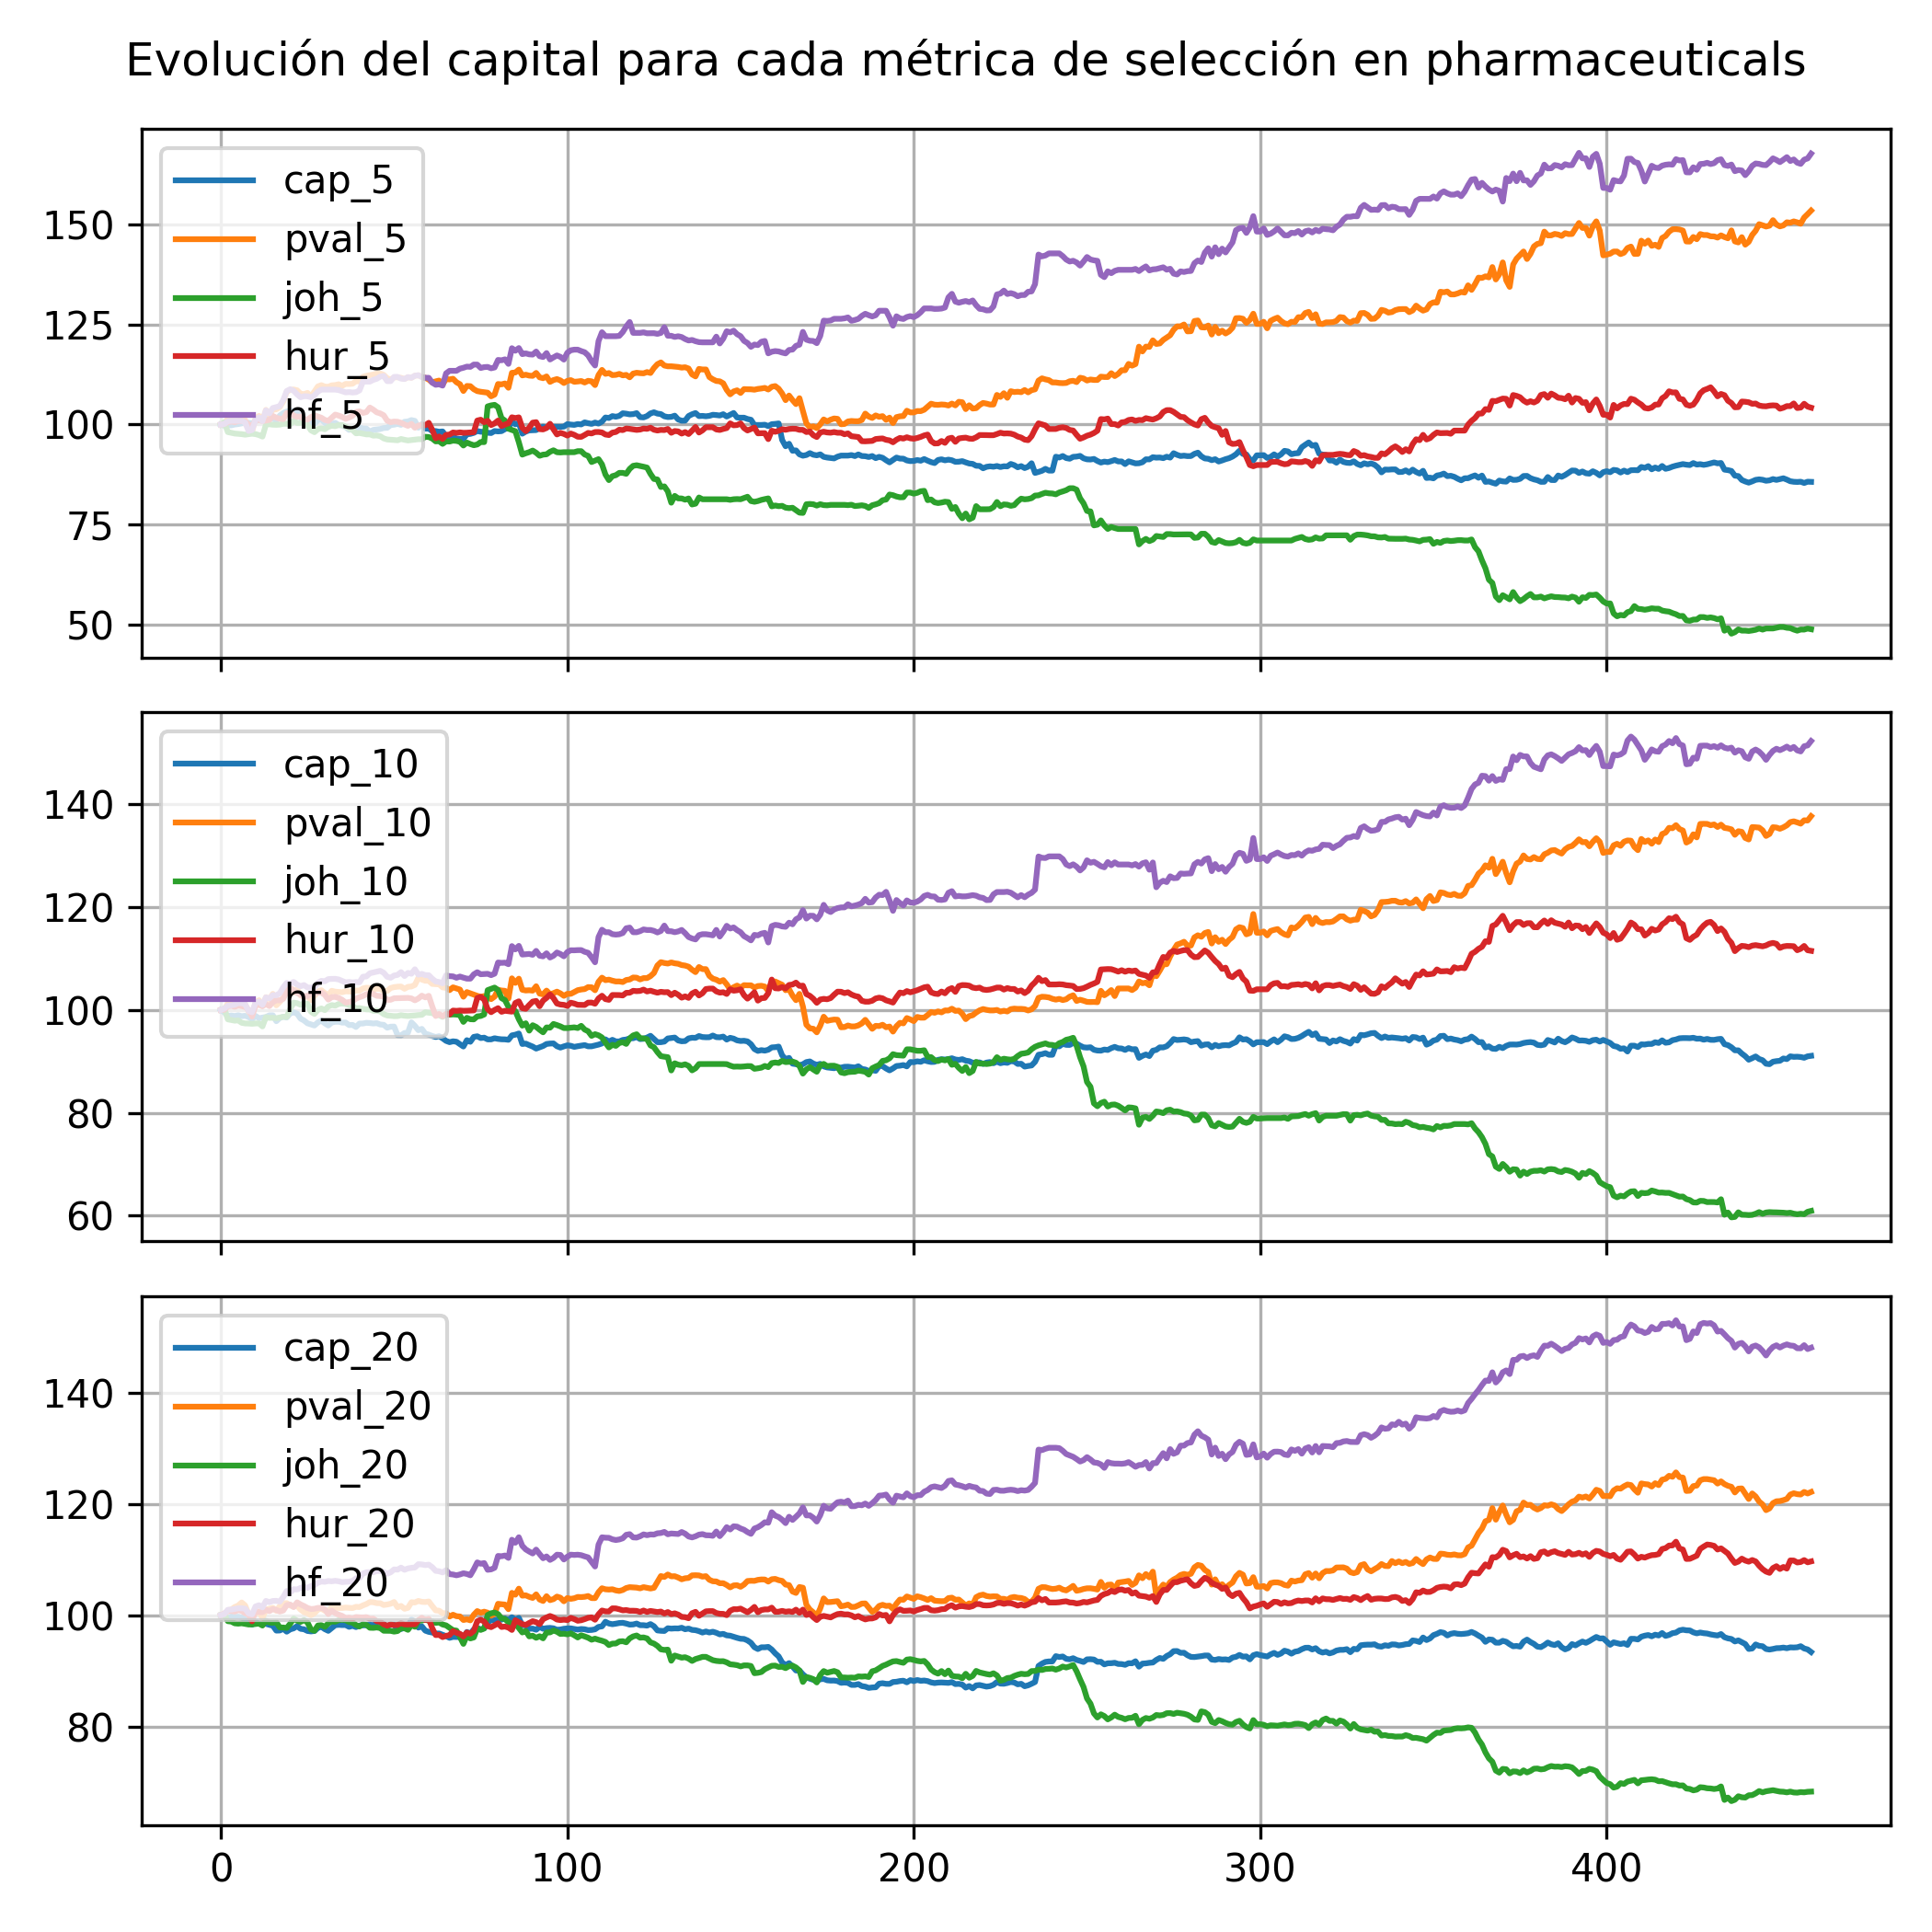 Evolución del capital para cada métrica de selección en pharmaceuticals
cap_5
pval_5
joh_5
hur_5
hf_5
150
125
100
75
50
cap_10
pval_10
joh_10
hur_10
hf_10
140
120
100
80
60
cap_20
pval_20
joh_20
hur_20
hf_20
140
120
100
80
0 100 200 300 400